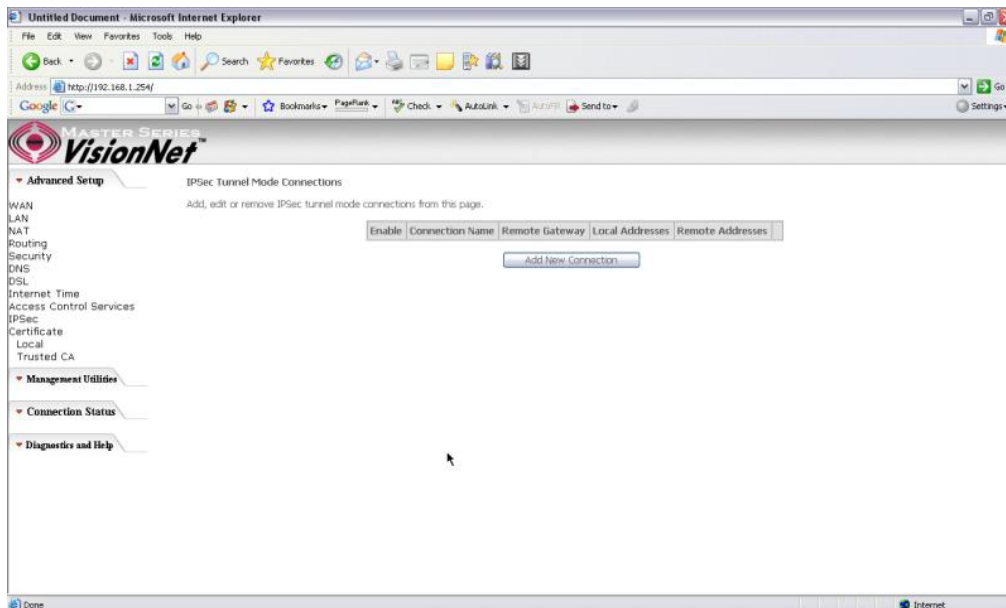 Untitled Document - Microsoft Internet Explorer
File Edit View Favorites Tools Help
Back Search Favorites
Address http://192.168.1.254/ Go
Google G Go Bookmarks PageRank Check AutoLink AutoFill Send to Settings
MASTER SERIES
VisionNet™
Advanced Setup
IPSec Tunnel Mode Connections
Add, edit or remove IPSec tunnel mode connections from this page.
Enable Connection Name Remote Gateway Local Addresses Remote Addresses
Add New Connection
WAN
LAN
NAT
Routing
Security
DNS
DSL
Internet Time
Access Control Services
IPSec
Certificate
Local
Trusted CA
Management Utilities
Connection Status
Diagnostics and Help
Done Internet